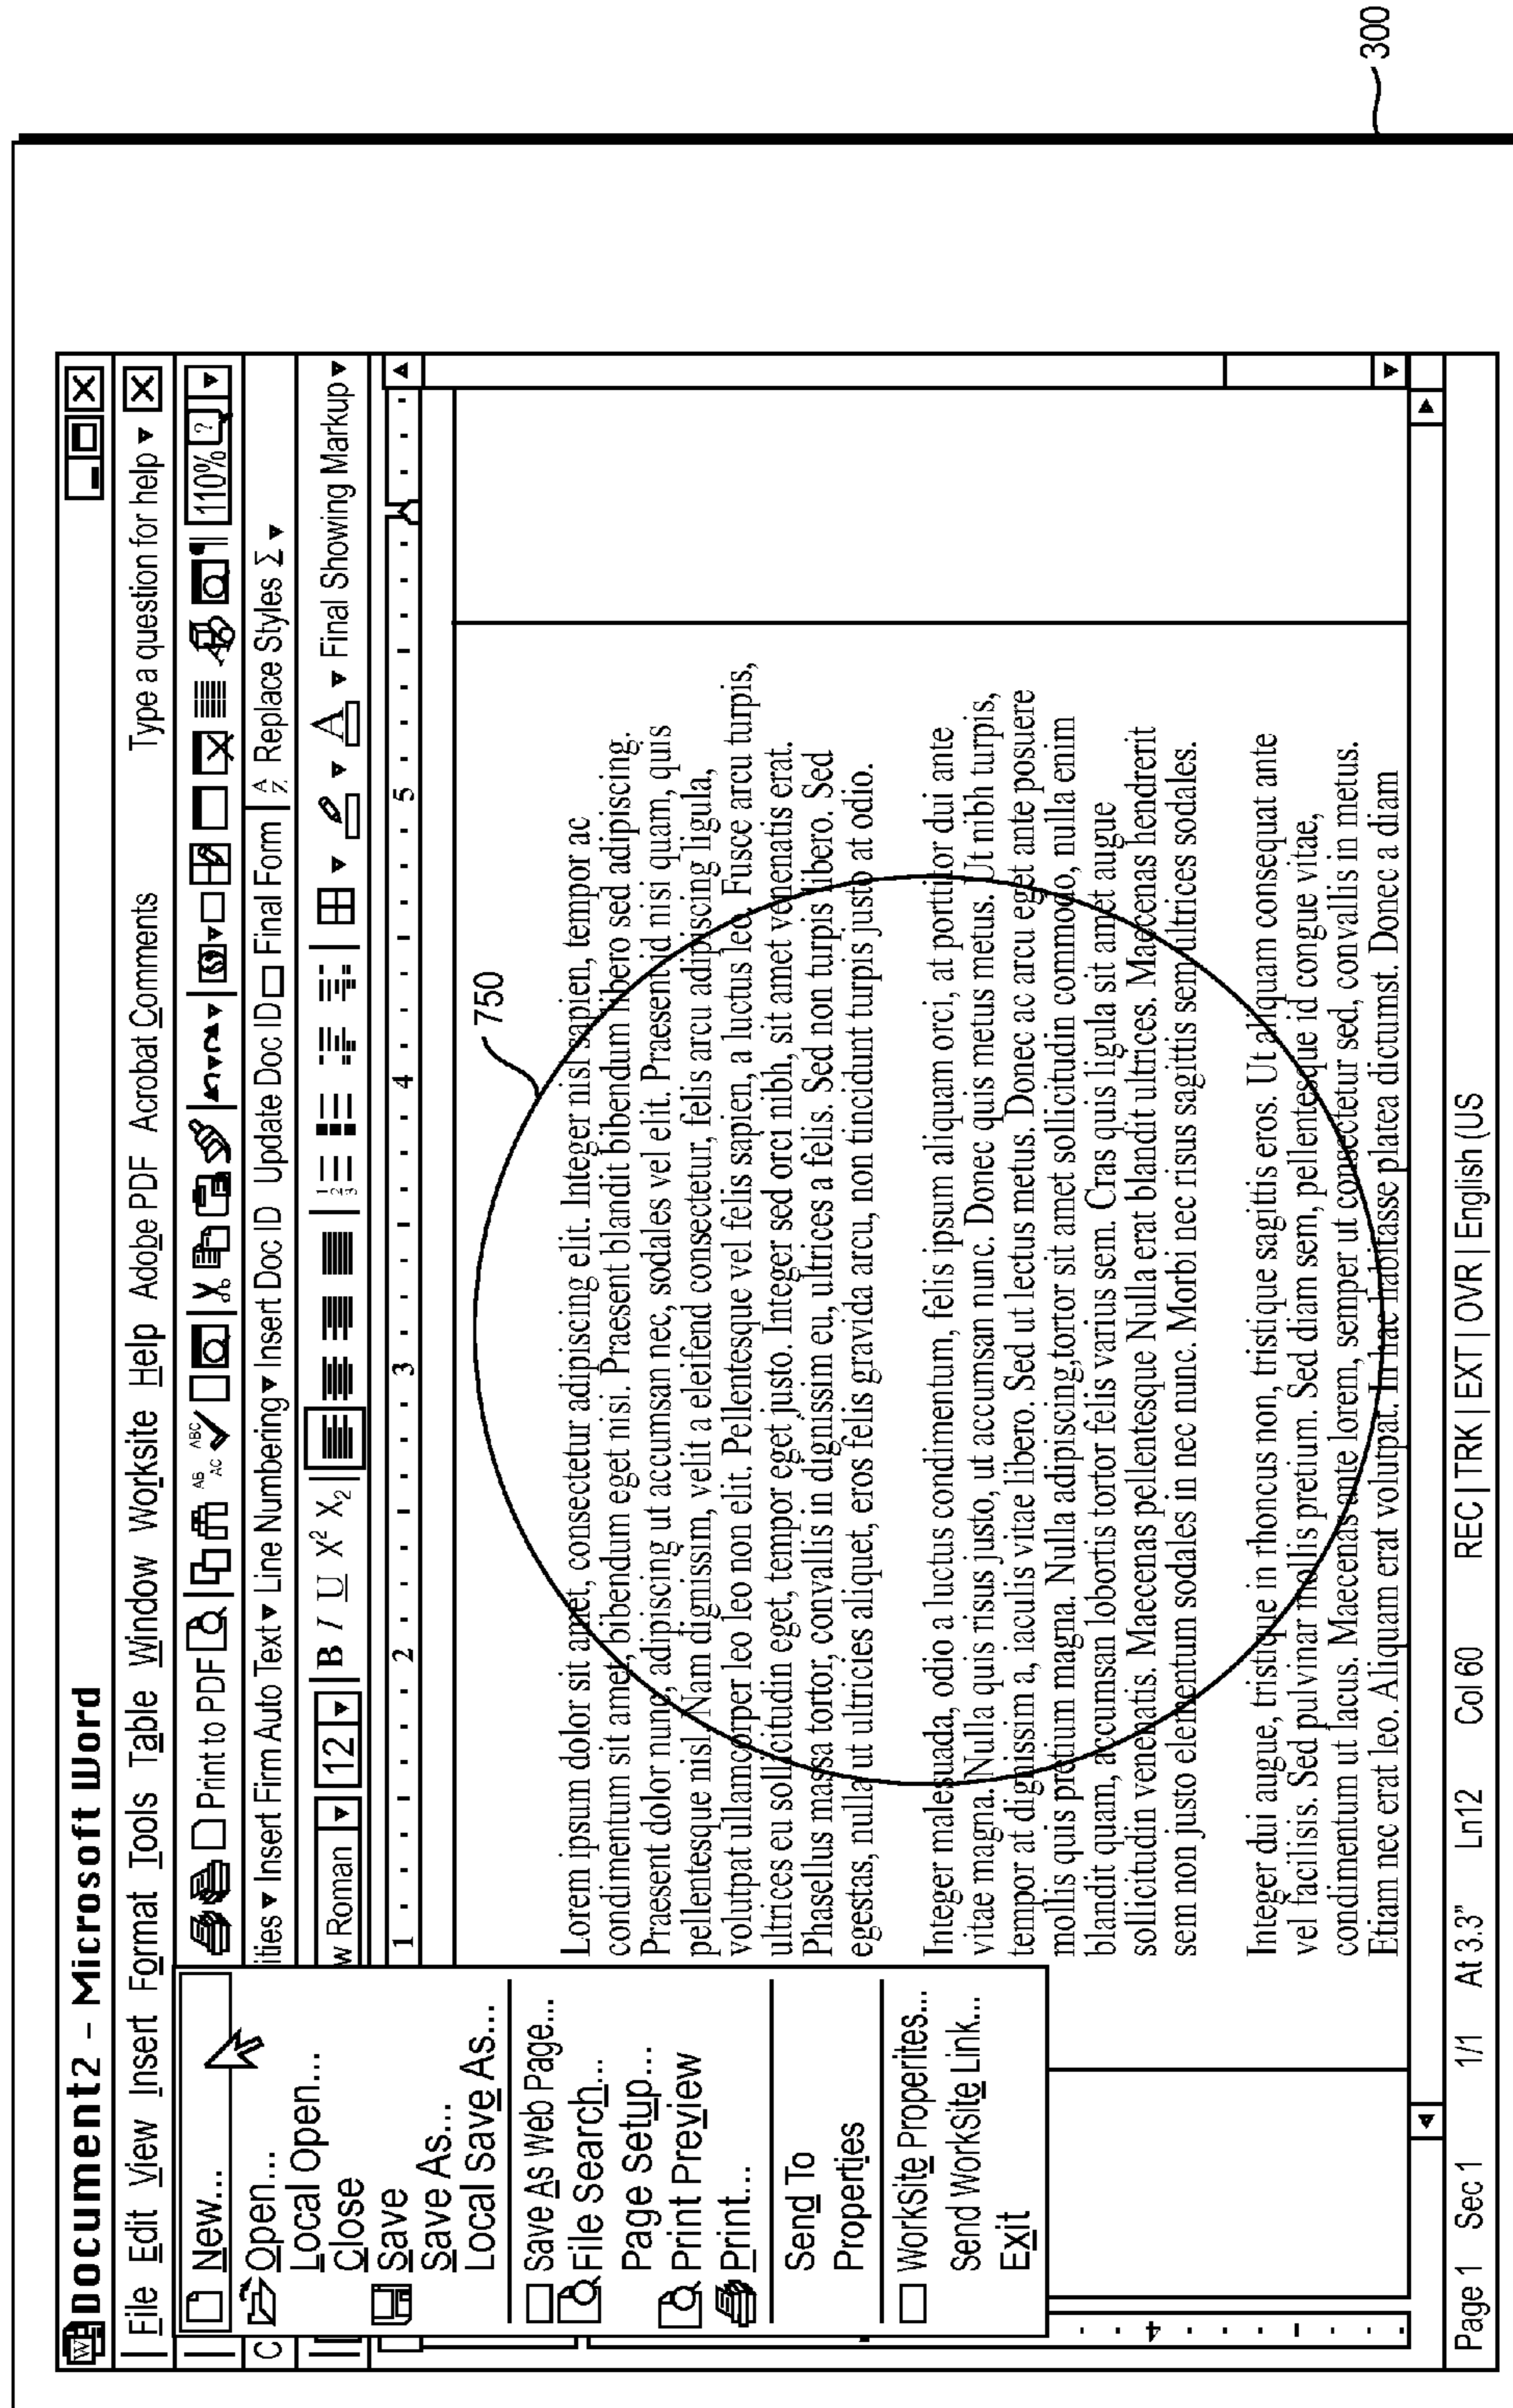 Document2 - Microsoft Word
File Edit View Insert Format Tools Table Window Worksite Help Adobe PDF Acrobat Comments Type a question for help
Print to PDF AB AC ABC 110% ?
C ities Insert Firm Auto Text Line Numbering Insert Doc ID Update Doc ID Final Form A Z Replace Styles Σ
w Roman 12 B I U X² X₂ 1 2 3 A Final Showing Markup
1 2 3 4 5
New...
Open...
Local Open...
Close
Save
Save As...
Local Save As...
Save As Web Page...
File Search...
Page Setup...
Print Preview
Print...
Send To
Properties
WorkSite Properites...
Send WorkSite Link...
Exit
750
Lorem ipsum dolor sit amet, consectetur adipiscing elit. Integer nisl sapien, tempor ac
condimentum sit amet, bibendum eget nisi. Praesent blandit bibendum libero sed adipiscing.
Praesent dolor nunc, adipiscing ut accumsan nec, sodales vel elit. Praesent id nisi quam, quis
pellentesque nisl. Nam dignissim, velit a eleifend consectetur, felis arcu adipiscing ligula,
volutpat ullamcorper leo leo non elit. Pellentesque vel felis sapien, a luctus leo. Fusce arcu turpis,
ultrices eu sollicitudin eget, tempor eget justo. Integer sed orci nibh, sit amet venenatis erat.
Phasellus massa tortor, convallis in dignissim eu, ultrices a felis. Sed non turpis libero. Sed
egestas, nulla ut ultricies aliquet, eros felis gravida arcu, non tincidunt turpis justo at odio.
Integer malesuada, odio a luctus condimentum, felis ipsum aliquam orci, at porttitor dui ante
vitae magna. Nulla quis risus justo, ut accumsan nunc. Donec quis metus metus. Ut nibh turpis,
tempor at dignissim a, iaculis vitae libero. Sed ut lectus metus. Donec ac arcu eget ante posuere
mollis quis pretium magna. Nulla adipiscing,tortor sit amet sollicitudin commodo, nulla enim
blandit quam, accumsan lobortis tortor felis varius sem. Cras quis ligula sit amet augue
sollicitudin venenatis. Maecenas pellentesque Nulla erat blandit ultrices. Maecenas hendrerit
sem non justo elementum sodales in nec nunc. Morbi nec risus sagittis sem ultrices sodales.
Integer dui augue, tristique in rhoncus non, tristique sagittis eros. Ut aliquam consequat ante
vel facilisis. Sed pulvinar mollis pretium. Sed diam sem, pellentesque id congue vitae,
condimentum ut lacus. Maecenas ante lorem, semper ut consectetur sed, convallis in metus.
Etiam nec erat leo. Aliquam erat volutpat. In hac habitasse platea dictumst. Donec a diam
Page 1 Sec 1 1/1 At 3.3" Ln12 Col 60 REC | TRK | EXT | OVR | English (US
300